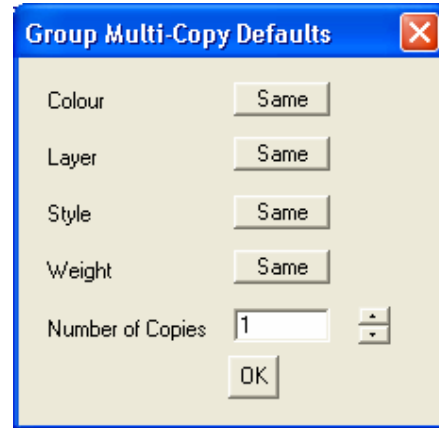 Group Multi-Copy Defaults
Colour Same
Layer Same
Style Same
Weight Same
Number of Copies 1
OK